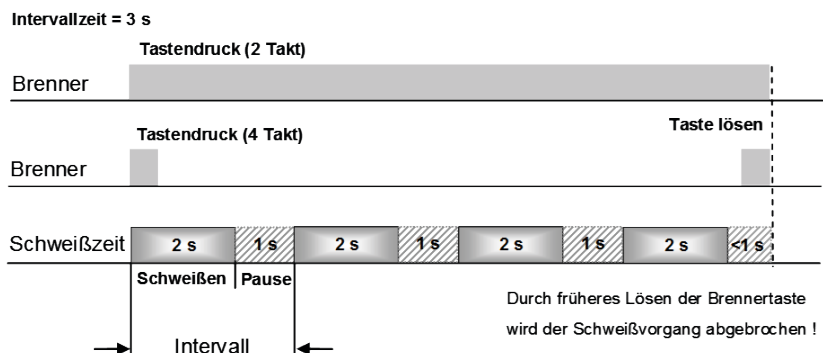 Intervallzeit = 3 s
Tastendruck (2 Takt)
Brenner
Tastendruck (4 Takt)
Taste lösen
Brenner
Schweißzeit 2 s 1 s 2 s 1 s 2 s 1 s 2 s <1 s
Schweißen Pause
Durch früheres Lösen der Brennertaste
wird der Schweißvorgang abgebrochen !
Intervall